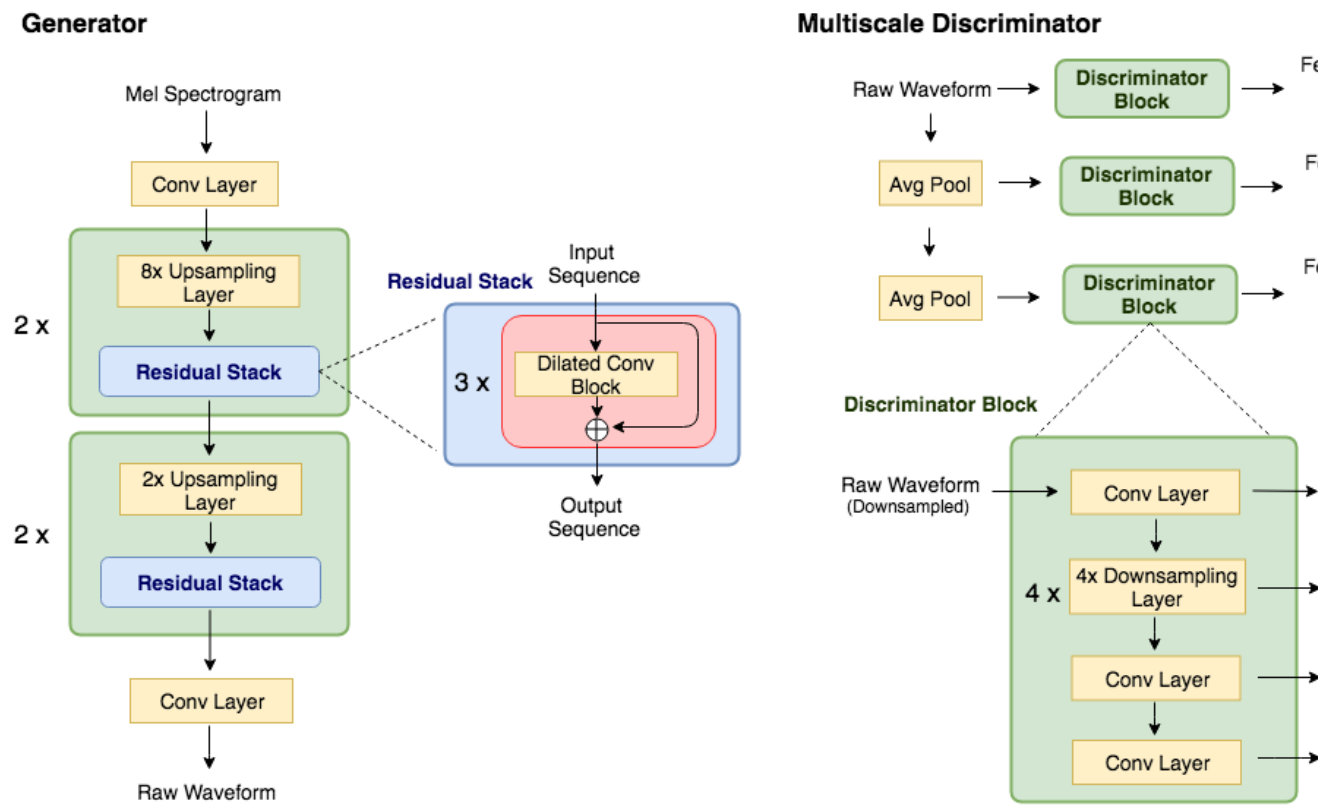 Generator
Mel Spectrogram
Conv Layer
2 x
8x Upsampling
Layer
Residual Stack
2 x
2x Upsampling
Layer
Residual Stack
Conv Layer
Raw Waveform
Residual Stack
Input
Sequence
3 x
Dilated Conv
Block
Output
Sequence
Multiscale Discriminator
Raw Waveform
Discriminator
Block
Avg Pool
Discriminator
Block
Avg Pool
Discriminator
Block
Discriminator Block
Raw Waveform
(Downsampled)
Conv Layer
4 x
4x Downsampling
Layer
Conv Layer
Conv Layer